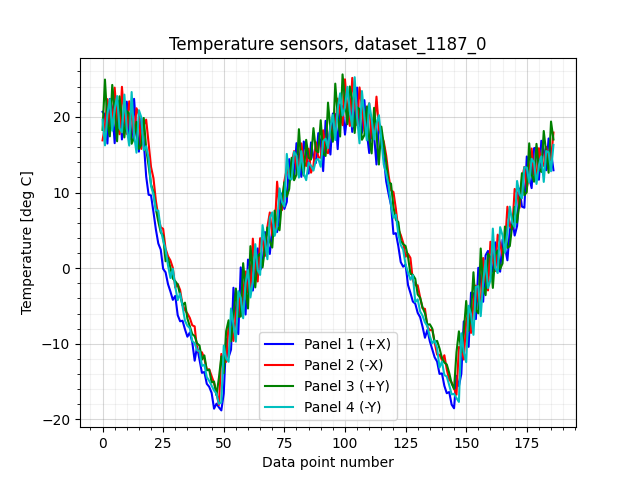 Temperature sensors, dataset_1187_0
Temperature [deg C]
20
10
0
−10
−20
Panel 1 (+X)
Panel 2 (-X)
Panel 3 (+Y)
Panel 4 (-Y)
0 25 50 75 100 125 150 175
Data point number